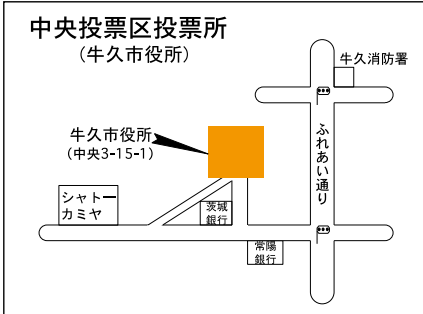 中央投票区投票所
(牛久市役所)
牛久消防署
牛久市役所
(中央3-15-1)
ふれあい通り
シャトー
カミヤ
茨城
銀行
常陽
銀行